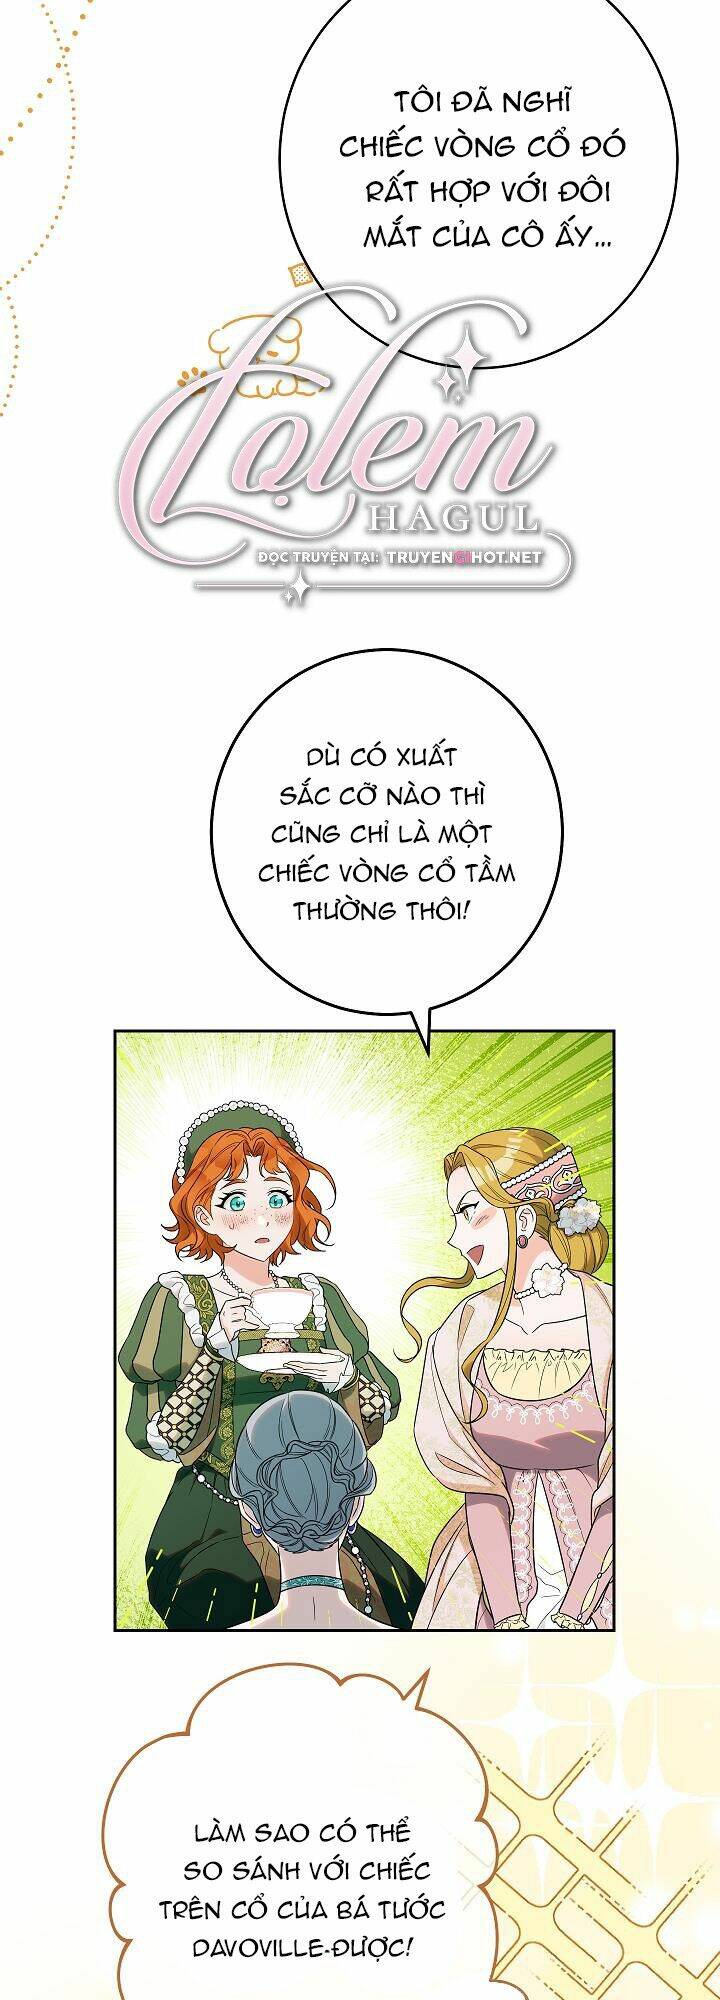 TÔI ĐÃ NGHĨ
CHIẾC VÒNG CỔ ĐÓ
RẤT HỢP VỚI ĐÔI
MẮT CỦA CÔ ẤY...
Lọlem
HAGUL
ĐỌC TRUYỆN TẠI: TRUYENGIHOT.NET
DÙ CÓ XUẤT
SẮC CỠ NÀO THÌ
CŨNG CHỈ LÀ MỘT
CHIẾC VÒNG CỔ TẦM
THƯỜNG THÔI!
LÀM SAO CÓ THỂ
SO SÁNH VỚI CHIẾC
TRÊN CỔ CỦA BÁ TƯỚC
DAVOVILLE ĐƯỢC!